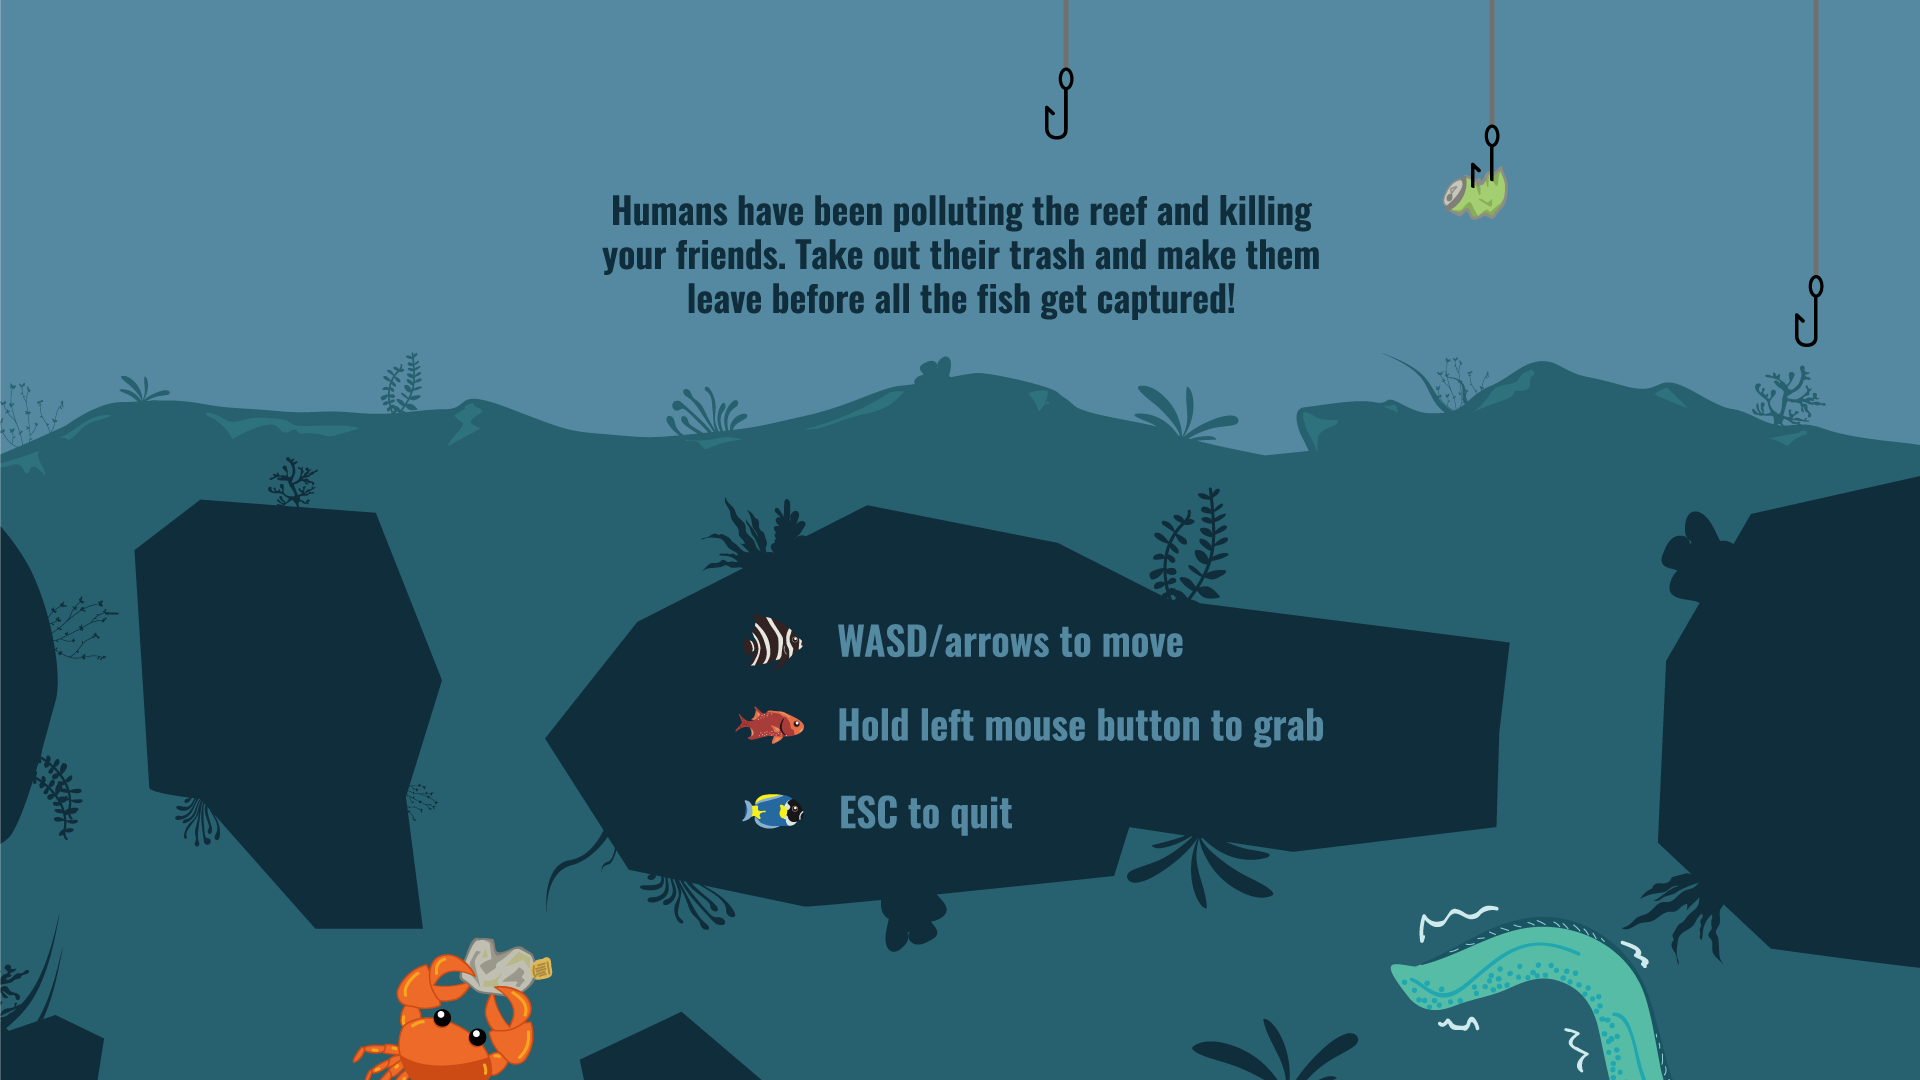 Humans have been polluting the reef and killing
your friends. Take out their trash and make them
leave before all the fish get captured!
WASD/arrows to move
Hold left mouse button to grab
ESC to quit